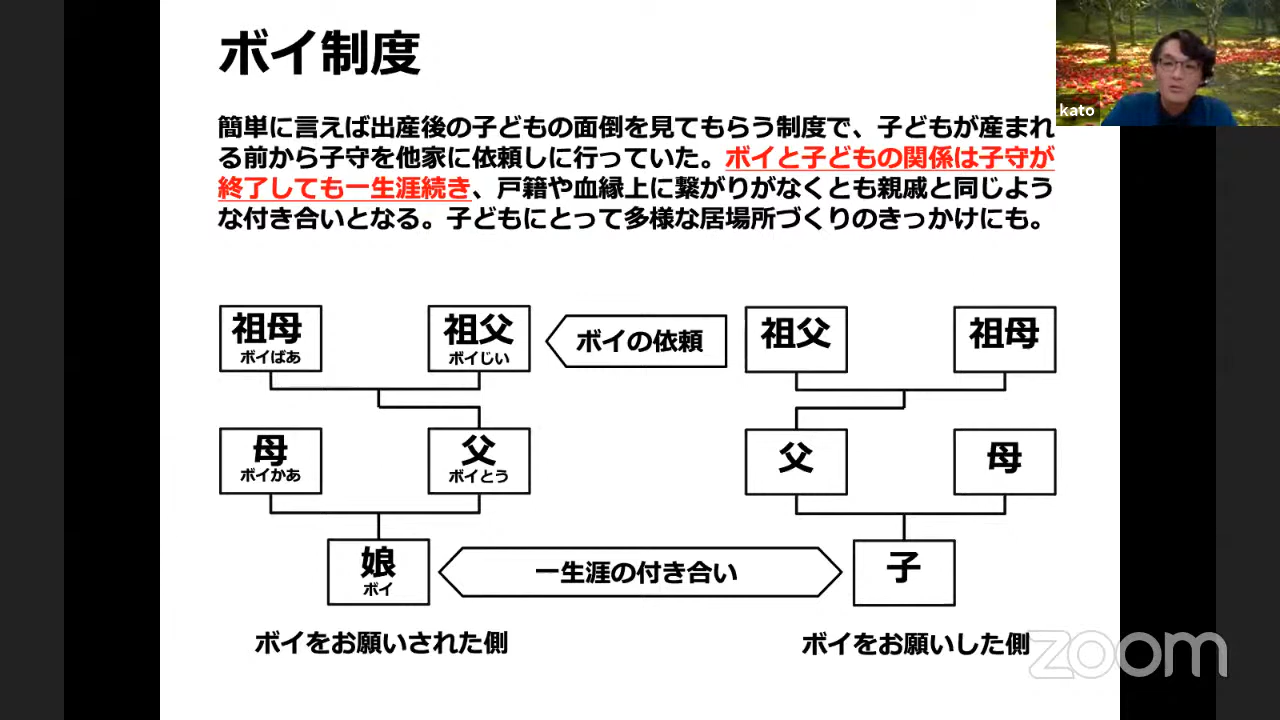 ボイ制度
kato
簡単に言えば出産後の子どもの面倒を見てもらう制度で、子どもが産まれ
る前から子守を他家に依頼しに行っていた。ボイと子どもの関係は子守が
終了しても一生涯続き、戸籍や血縁上に繋がりがなくとも親戚と同じよう
な付き合いとなる。子どもにとって多様な居場所づくりのきっかけにも。
祖母
ボイばあ
祖父
ボイじい
ボイの依頼
祖父
祖母
母
ボイかあ
父
ボイとう
父
母
娘
ボイ
一生涯の付き合い
子
ボイをお願いされた側
ボイをお願いした側
zoom